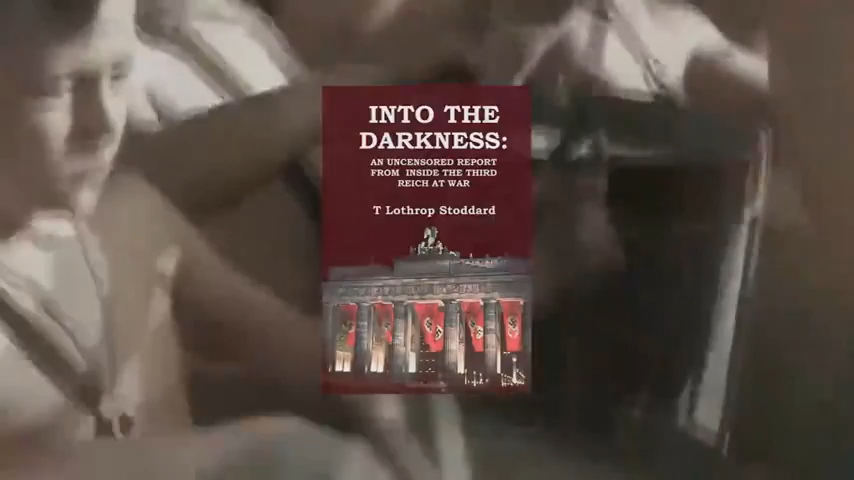 INTO THE
DARKNESS:
AN UNCENSORED REPORT
FROM INSIDE THE THIRD
REICH AT WAR
T Lothrop Stoddard